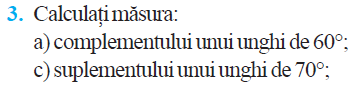 3. Calculați măsura:
a) complementului unui unghi de 60°;
c) suplementului unui unghi de 70°;